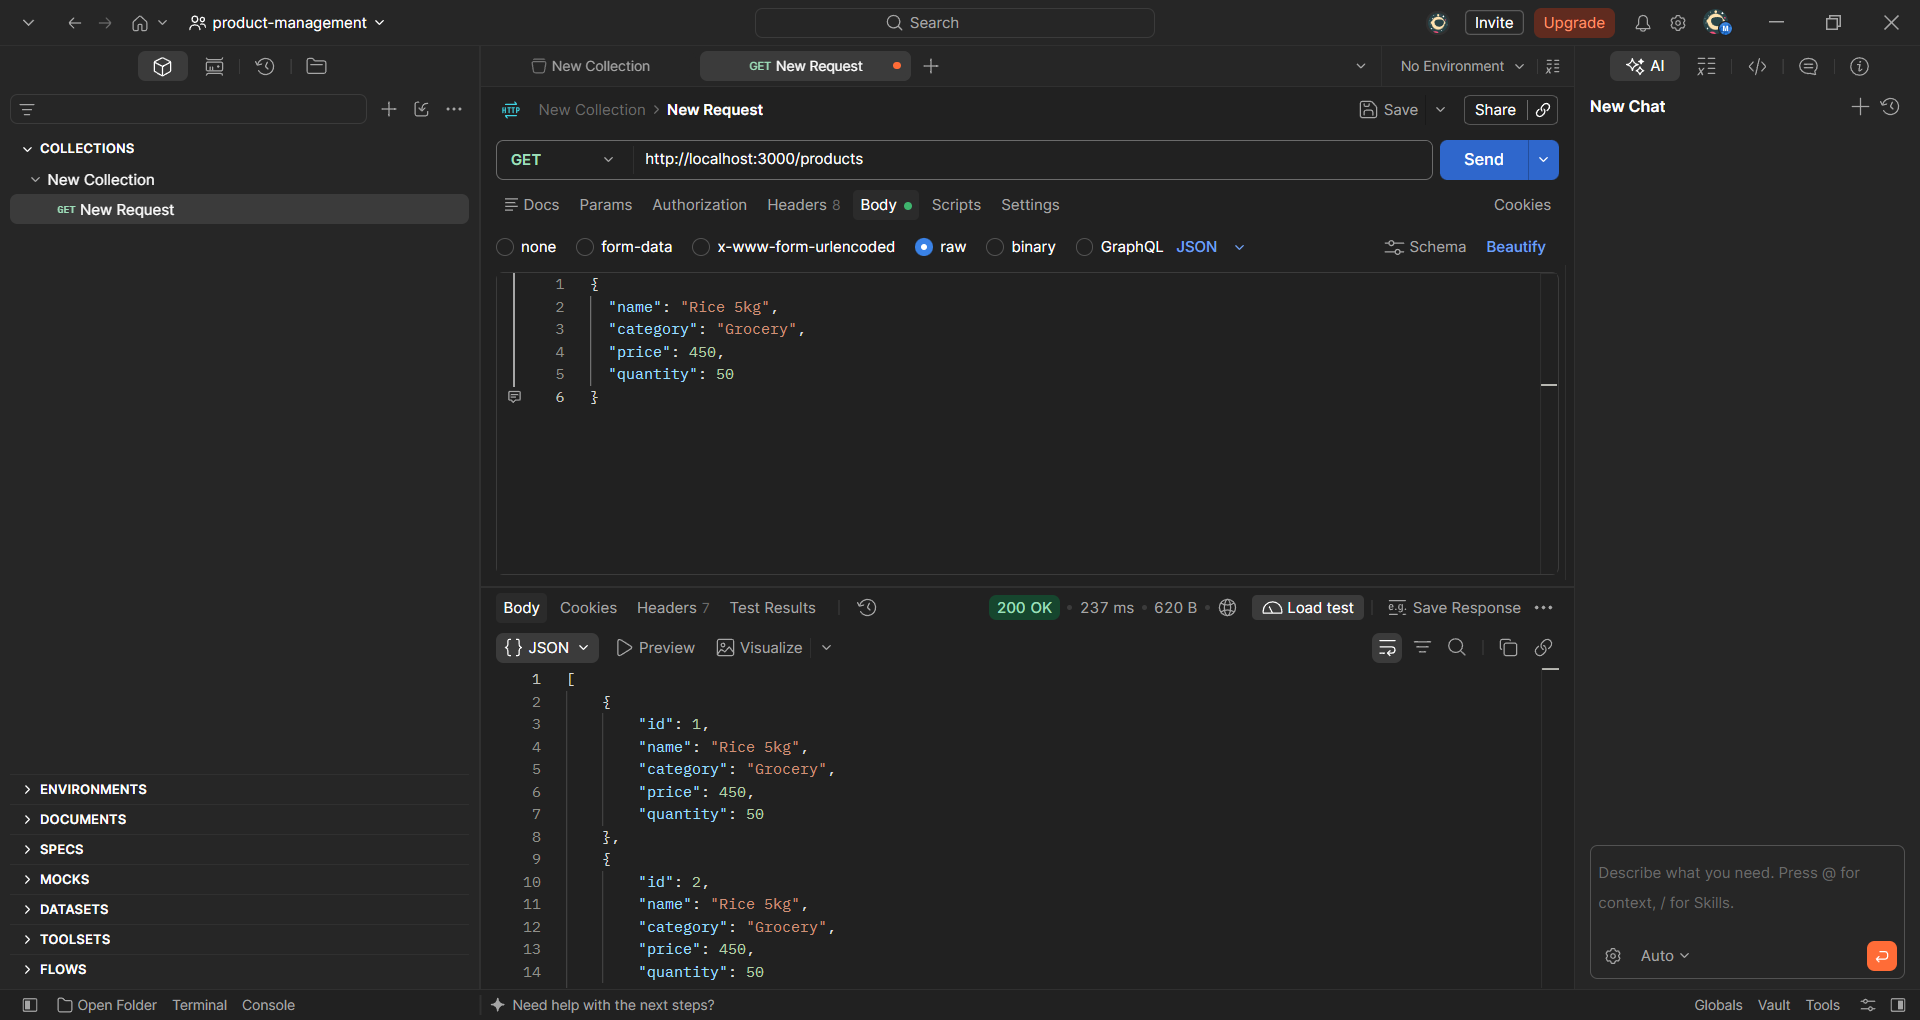 product-management
Search
Invite
Upgrade
M
New Collection
GET New Request
No Environment
AI
HTTP New Collection > New Request
Save
Share
New Chat
COLLECTIONS
New Collection
GET New Request
GET http://localhost:3000/products
Send
Docs Params Authorization Headers 8 Body Scripts Settings Cookies
none form-data x-www-form-urlencoded raw binary GraphQL JSON Schema Beautify
1 {
2 "name": "Rice 5kg",
3 "category": "Grocery",
4 "price": 450,
5 "quantity": 50
6 }
Body Cookies Headers 7 Test Results 200 OK • 237 ms • 620 B • Load test e.g. Save Response
{} JSON Preview Visualize
1 [
2 {
3 "id": 1,
4 "name": "Rice 5kg",
5 "category": "Grocery",
6 "price": 450,
7 "quantity": 50
8 },
9 {
10 "id": 2,
11 "name": "Rice 5kg",
12 "category": "Grocery",
13 "price": 450,
14 "quantity": 50
ENVIRONMENTS
DOCUMENTS
SPECS
MOCKS
DATASETS
TOOLSETS
FLOWS
Describe what you need. Press @ for
context, / for Skills.
Auto
Open Folder Terminal Console
Need help with the next steps?
Globals Vault Tools